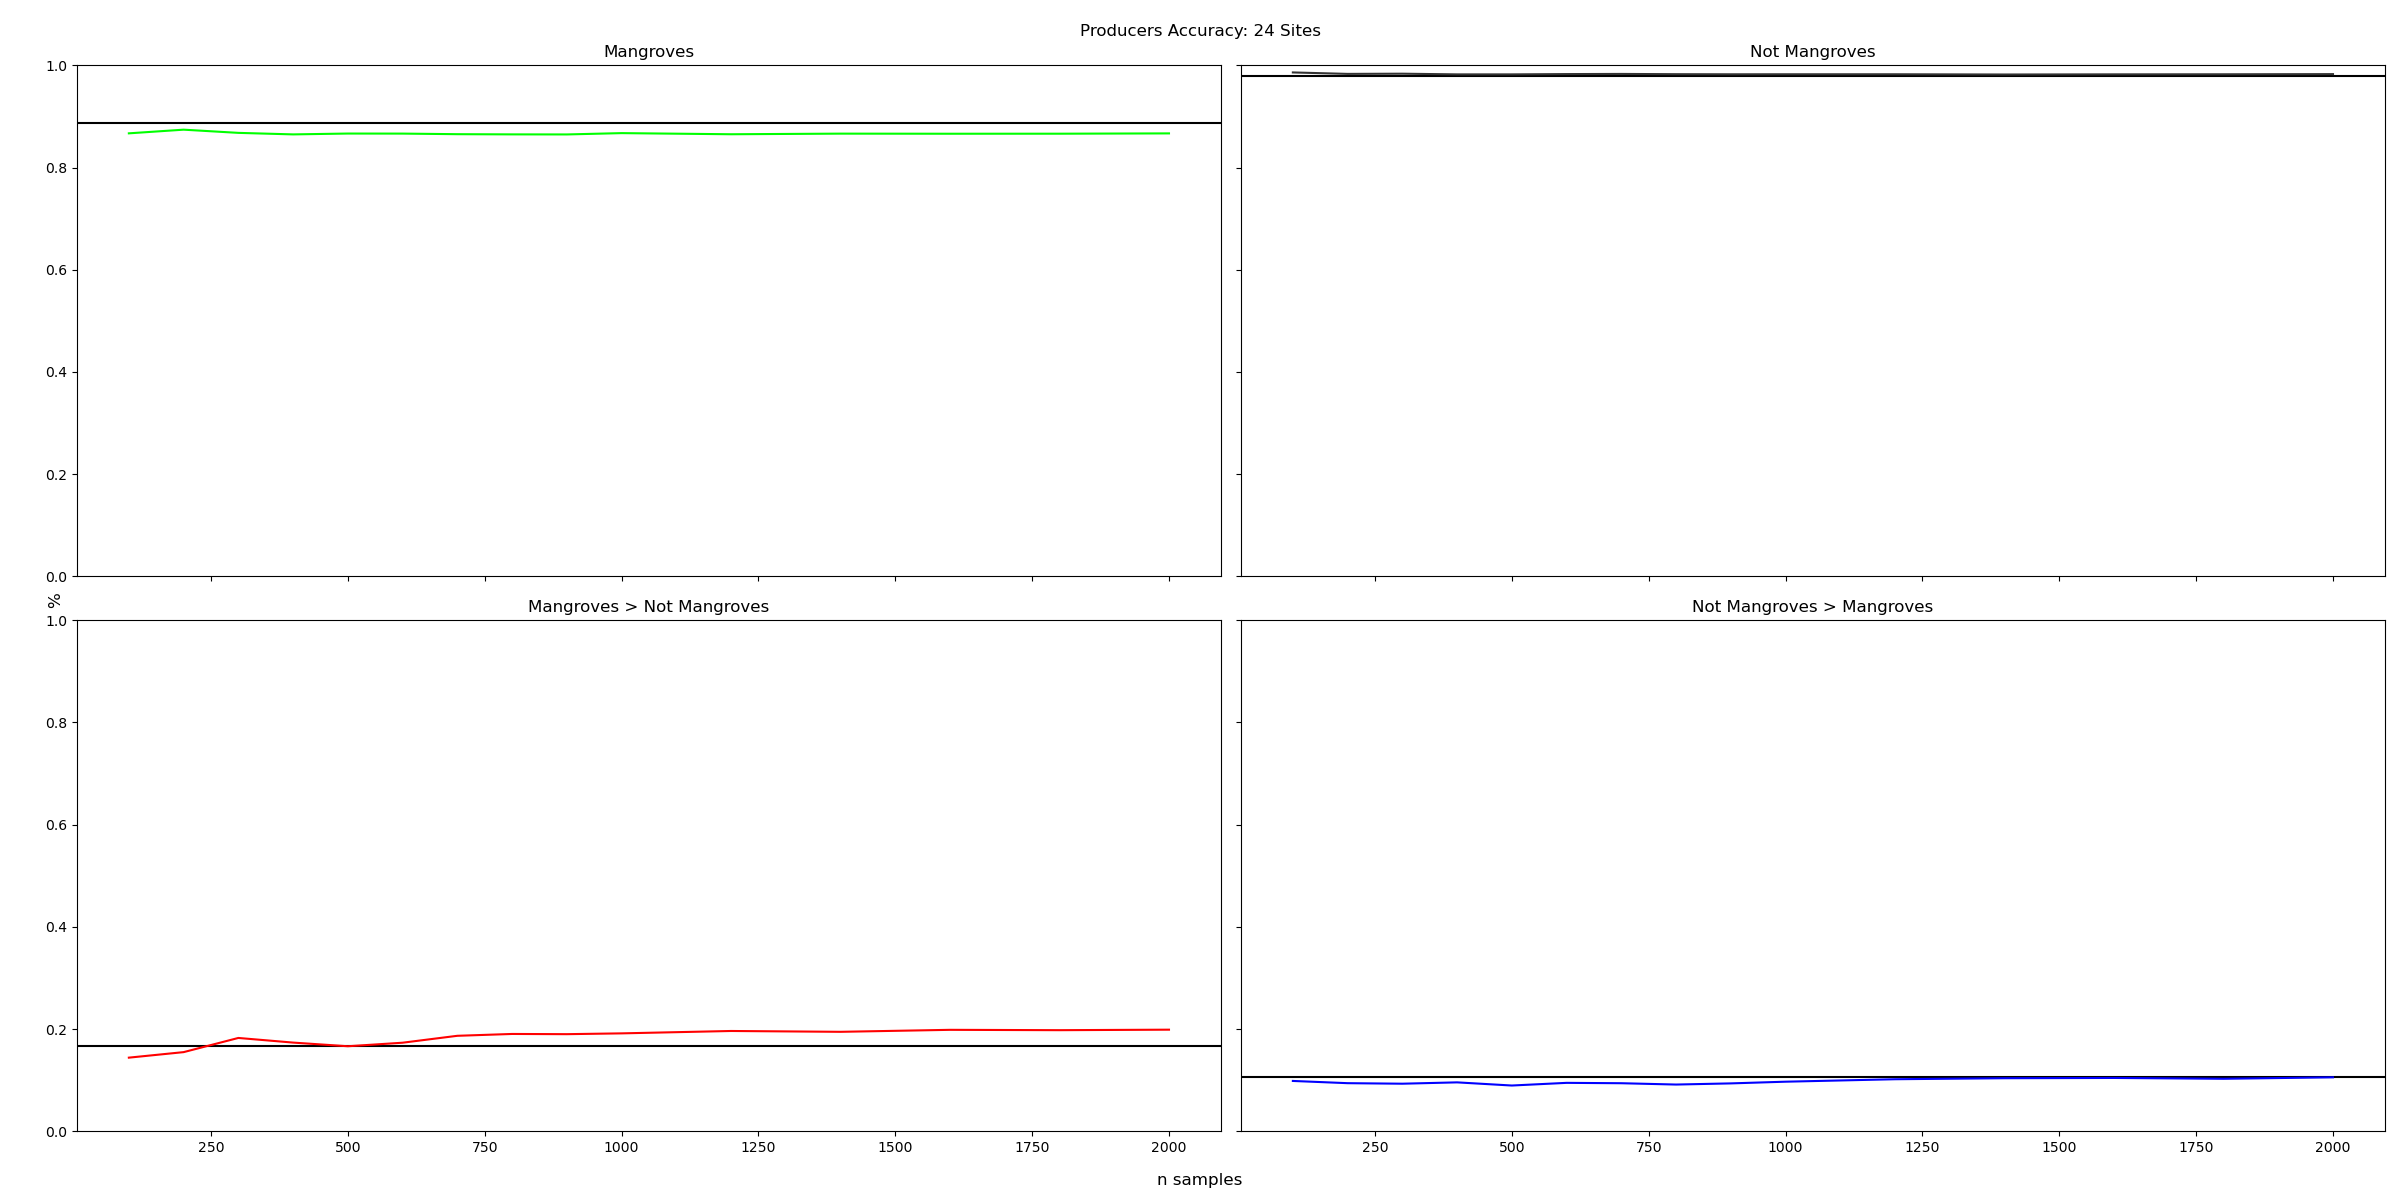 Producers Accuracy: 24 Sites
Mangroves
Not Mangroves
1.0
0.8
0.6
0.4
0.2
0.0
%
Mangroves > Not Mangroves
Not Mangroves > Mangroves
1.0
0.8
0.6
0.4
0.2
0.0
250 500 750 1000 1250 1500 1750 2000
250 500 750 1000 1250 1500 1750 2000
n samples